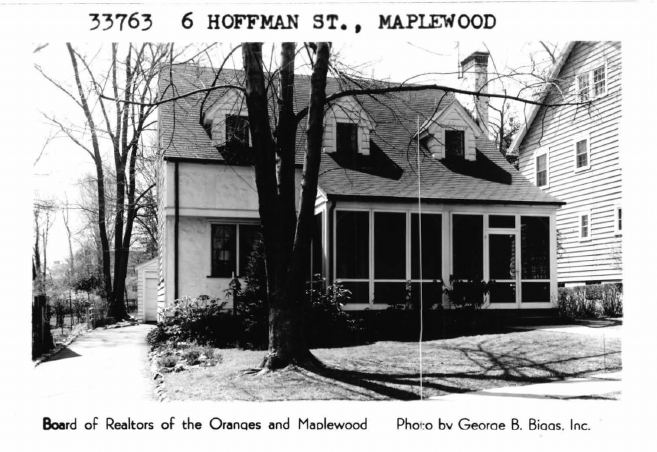 33763 6 HOFFMAN ST., MAPLEWOOD
Board of Realtors of the Oranges and Maplewood Photo by George B. Biggs, Inc.